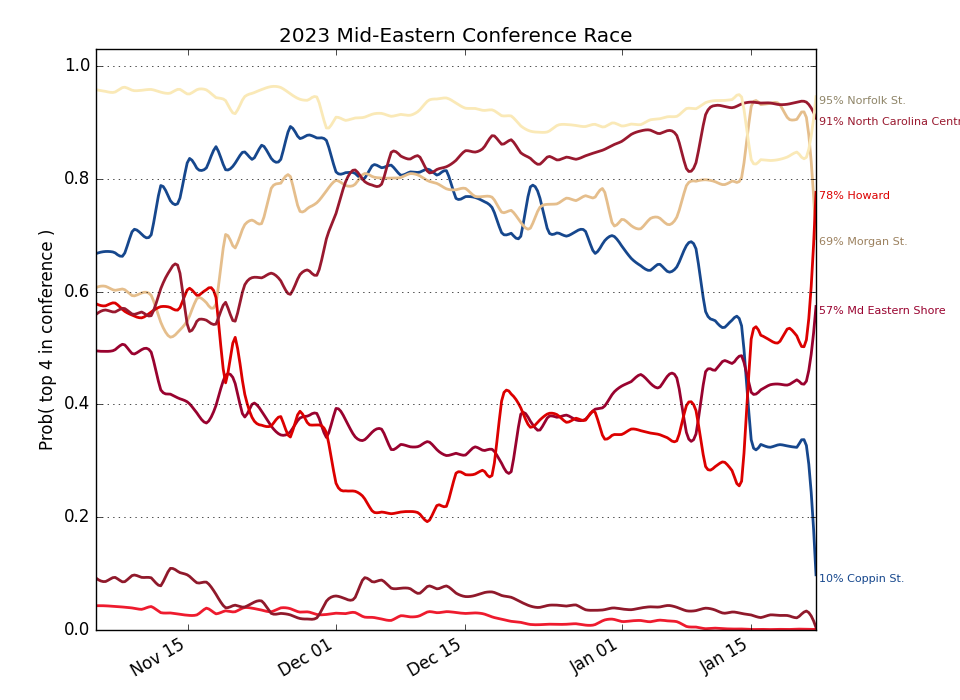 2023 Mid-Eastern Conference Race
Prob( top 4 in conference )
1.0
0.8
0.6
0.4
0.2
0.0
Nov 15
Dec 01
Dec 15
Jan 01
Jan 15
95% Norfolk St.
91% North Carolina Centr
78% Howard
69% Morgan St.
57% Md Eastern Shore
10% Coppin St.